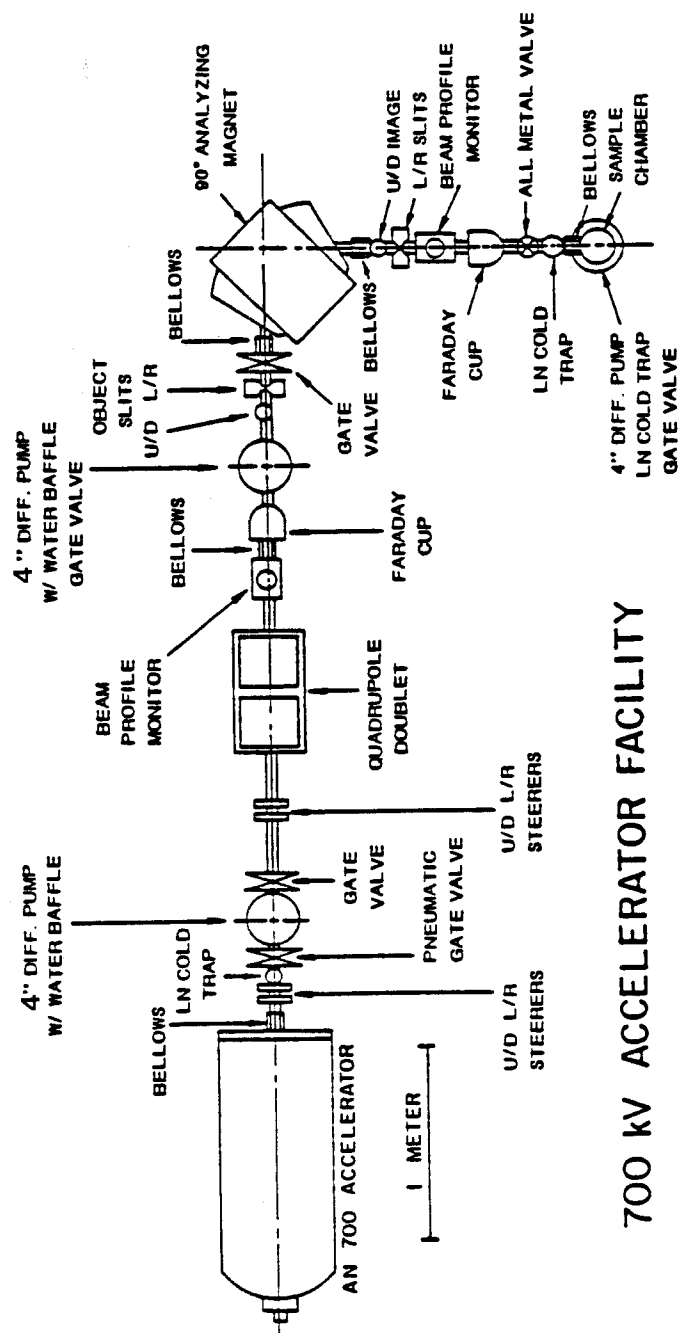 4" DIFF. PUMP
W/ WATER BAFFLE
BELLOWS
LN COLD
TRAP
AN 700 ACCELERATOR
1 METER
U/D L/R
STEERERS
PNEUMATIC
GATE VALVE
GATE
VALVE
U/D L/R
STEERERS
BEAM
PROFILE
MONITOR
QUADRUPOLE
DOUBLET
4" DIFF. PUMP
W/ WATER BAFFLE
GATE VALVE
BELLOWS
FARADAY
CUP
OBJECT
SLITS
U/D L/R
BELLOWS
GATE
VALVE
90° ANALYZING
MAGNET
BELLOWS
U/D IMAGE
L/R SLITS
BEAM PROFILE
MONITOR
FARADAY
CUP
ALL METAL VALVE
LN COLD
TRAP
BELLOWS
SAMPLE
CHAMBER
4" DIFF. PUMP
LN COLD TRAP
GATE VALVE
700 kV ACCELERATOR FACILITY